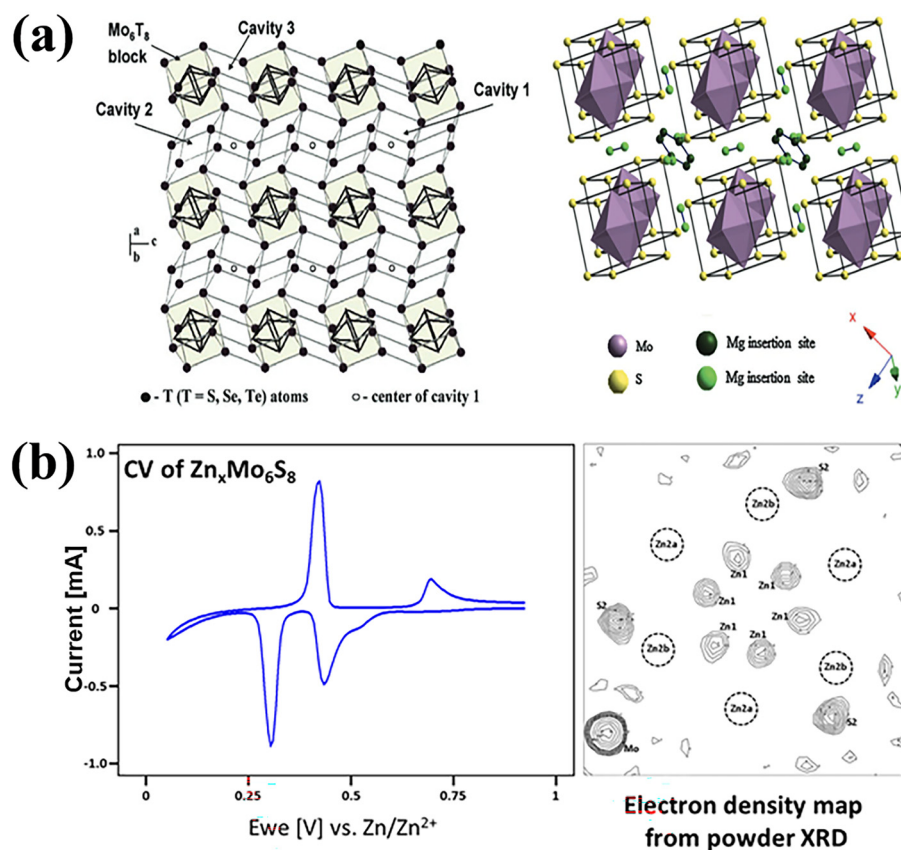 (a)
Mo₆T₈
block
Cavity 3
Cavity 1
Cavity 2
a
c
b
- T (T = S, Se, Te) atoms
- center of cavity 1
Mo
Mg insertion site
S
Mg insertion site
x
z
y
(b)
CV of ZnₓMo₆S₈
Current [mA]
1.0
0.5
0
-0.5
-1.0
0
0.25
0.5
0.75
1
Ewe [V] vs. Zn/Zn²⁺
S2
Zn2b
Zn2a
Zn1
Zn2a
Zn1
Zn1
S2
Zn1
Zn1
Zn1
Zn2b
Zn2b
Zn2a
S2
Mo
Electron density map
from powder XRD